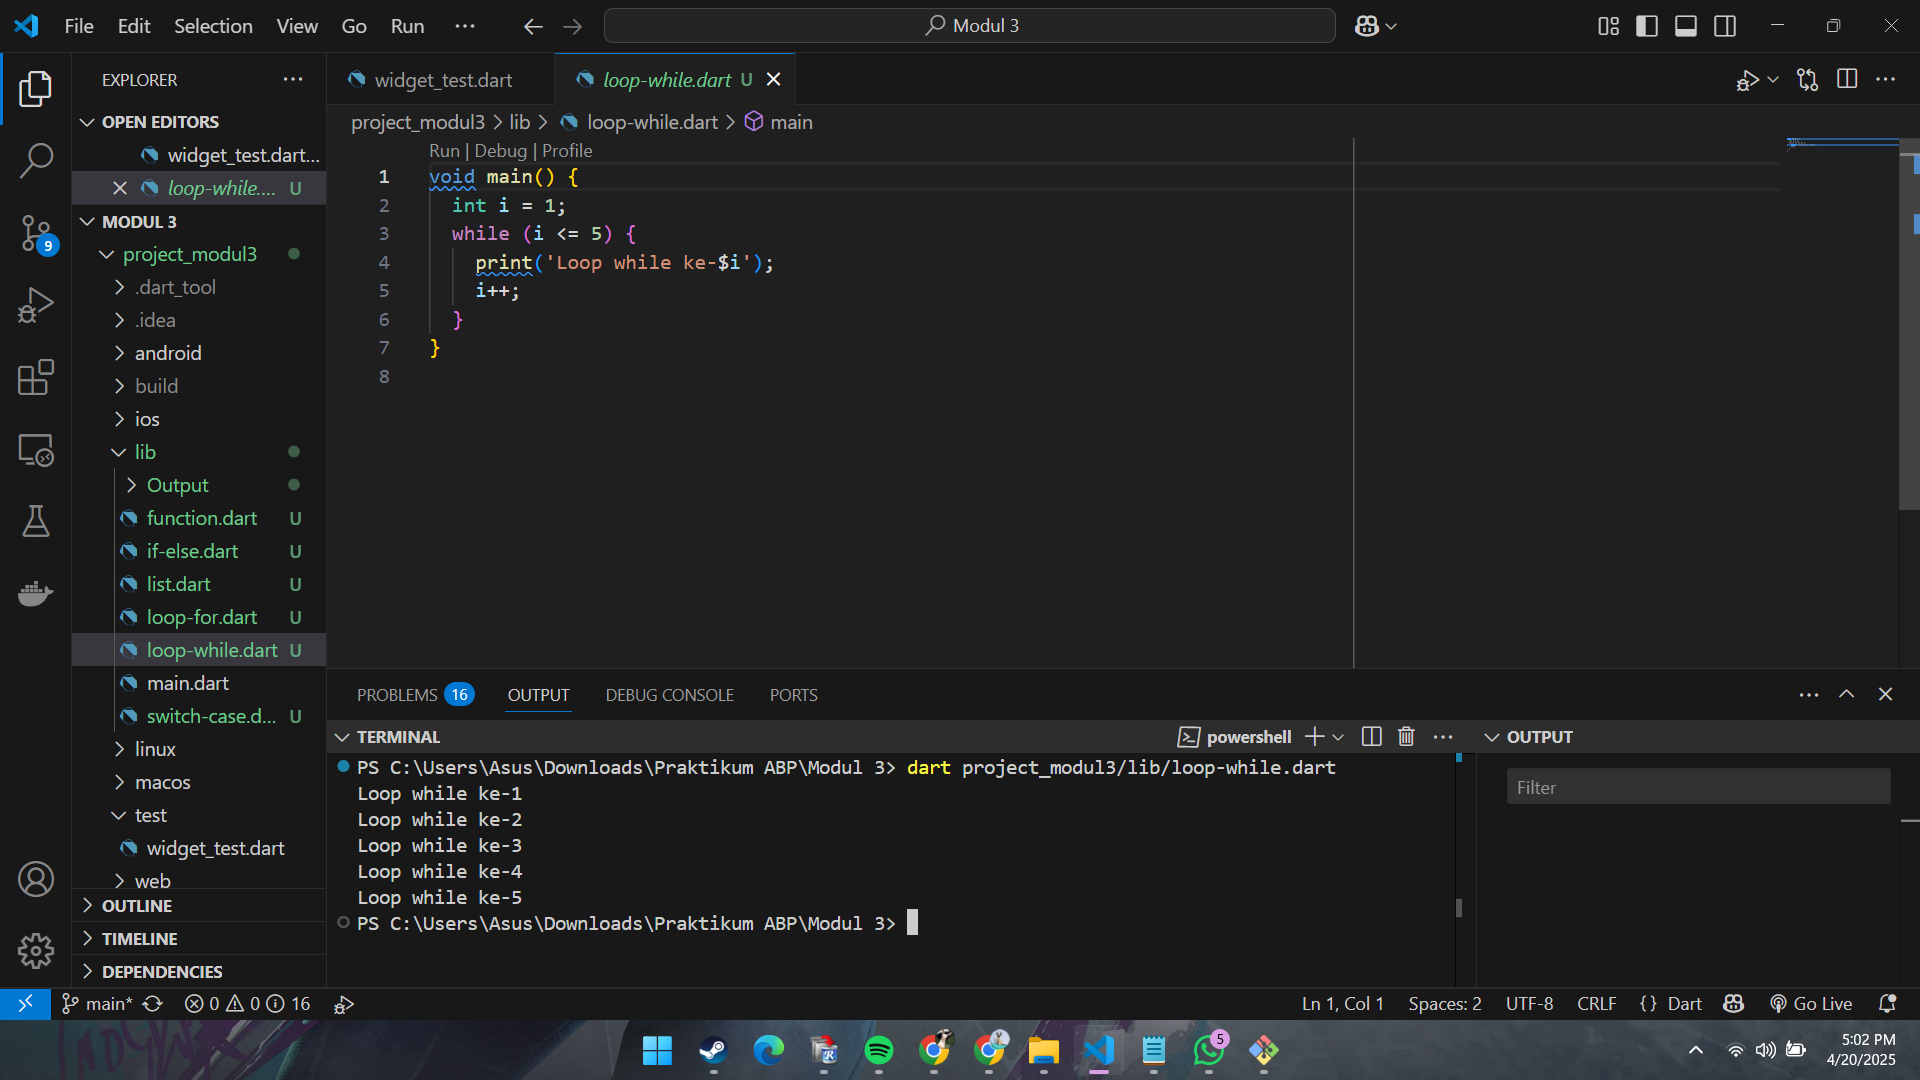 File Edit Selection View Go Run ··· Modul 3
EXPLORER
OPEN EDITORS
widget_test.dart...
loop-while.... U
MODUL 3
project_modul3
.dart_tool
.idea
android
build
ios
lib
Output
function.dart U
if-else.dart U
list.dart U
loop-for.dart U
loop-while.dart U
main.dart
switch-case.d... U
linux
macos
test
widget_test.dart
web
OUTLINE
TIMELINE
DEPENDENCIES
9
widget_test.dart loop-while.dart U
project_modul3 > lib > loop-while.dart > main
Run | Debug | Profile
1 void main() {
2 int i = 1;
3 while (i <= 5) {
4 print('Loop while ke-$i');
5 i++;
6 }
7 }
8
PROBLEMS 16 OUTPUT DEBUG CONSOLE PORTS
TERMINAL powershell
PS C:\Users\Asus\Downloads\Praktikum ABP\Modul 3> dart project_modul3/lib/loop-while.dart
Loop while ke-1
Loop while ke-2
Loop while ke-3
Loop while ke-4
Loop while ke-5
PS C:\Users\Asus\Downloads\Praktikum ABP\Modul 3>
OUTPUT
Filter
main* 0 0 16 Ln 1, Col 1 Spaces: 2 UTF-8 CRLF {} Dart Go Live
5
5:02 PM
4/20/2025